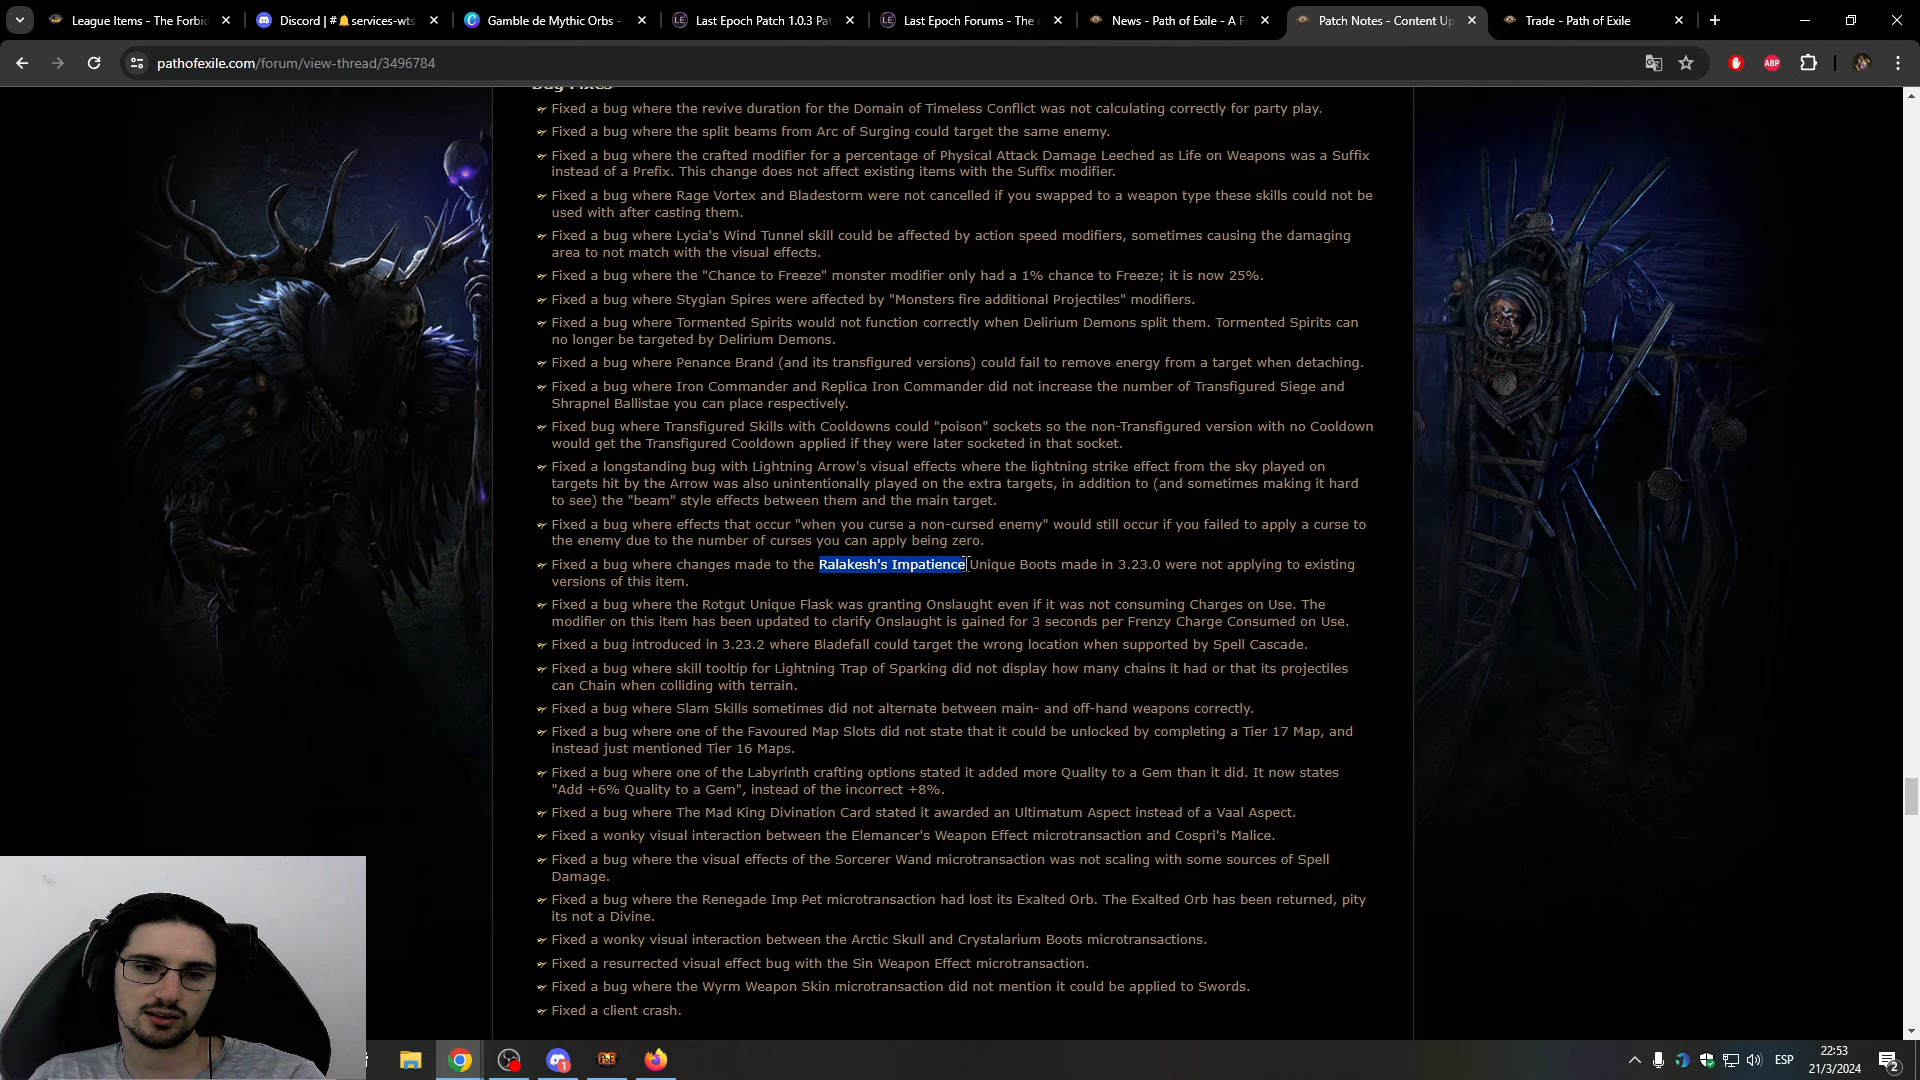 League Items - The Forbid
Discord | #🔔services-wts
Gamble de Mythic Orbs -
Last Epoch Patch 1.0.3 Pat
Last Epoch Forums - The
News - Path of Exile - A F
Patch Notes - Content Up
Trade - Path of Exile
pathofexile.com/forum/view-thread/3496784
ABP
Bug Fixes
Fixed a bug where the revive duration for the Domain of Timeless Conflict was not calculating correctly for party play.
Fixed a bug where the split beams from Arc of Surging could target the same enemy.
Fixed a bug where the crafted modifier for a percentage of Physical Attack Damage Leeched as Life on Weapons was a Suffix
instead of a Prefix. This change does not affect existing items with the Suffix modifier.
Fixed a bug where Rage Vortex and Bladestorm were not cancelled if you swapped to a weapon type these skills could not be
used with after casting them.
Fixed a bug where Lycia's Wind Tunnel skill could be affected by action speed modifiers, sometimes causing the damaging
area to not match with the visual effects.
Fixed a bug where the "Chance to Freeze" monster modifier only had a 1% chance to Freeze; it is now 25%.
Fixed a bug where Stygian Spires were affected by "Monsters fire additional Projectiles" modifiers.
Fixed a bug where Tormented Spirits would not function correctly when Delirium Demons split them. Tormented Spirits can
no longer be targeted by Delirium Demons.
Fixed a bug where Penance Brand (and its transfigured versions) could fail to remove energy from a target when detaching.
Fixed a bug where Iron Commander and Replica Iron Commander did not increase the number of Transfigured Siege and
Shrapnel Ballistae you can place respectively.
Fixed bug where Transfigured Skills with Cooldowns could "poison" sockets so the non-Transfigured version with no Cooldown
would get the Transfigured Cooldown applied if they were later socketed in that socket.
Fixed a longstanding bug with Lightning Arrow's visual effects where the lightning strike effect from the sky played on
targets hit by the Arrow was also unintentionally played on the extra targets, in addition to (and sometimes making it hard
to see) the "beam" style effects between them and the main target.
Fixed a bug where effects that occur "when you curse a non-cursed enemy" would still occur if you failed to apply a curse to
the enemy due to the number of curses you can apply being zero.
Fixed a bug where changes made to the Ralakesh's Impatience Unique Boots made in 3.23.0 were not applying to existing
versions of this item.
Fixed a bug where the Rotgut Unique Flask was granting Onslaught even if it was not consuming Charges on Use. The
modifier on this item has been updated to clarify Onslaught is gained for 3 seconds per Frenzy Charge Consumed on Use.
Fixed a bug introduced in 3.23.2 where Bladefall could target the wrong location when supported by Spell Cascade.
Fixed a bug where skill tooltip for Lightning Trap of Sparking did not display how many chains it had or that its projectiles
can Chain when colliding with terrain.
Fixed a bug where Slam Skills sometimes did not alternate between main- and off-hand weapons correctly.
Fixed a bug where one of the Favoured Map Slots did not state that it could be unlocked by completing a Tier 17 Map, and
instead just mentioned Tier 16 Maps.
Fixed a bug where one of the Labyrinth crafting options stated it added more Quality to a Gem than it did. It now states
"Add +6% Quality to a Gem", instead of the incorrect +8%.
Fixed a bug where The Mad King Divination Card stated it awarded an Ultimatum Aspect instead of a Vaal Aspect.
Fixed a wonky visual interaction between the Elemancer's Weapon Effect microtransaction and Cospri's Malice.
Fixed a bug where the visual effects of the Sorcerer Wand microtransaction was not scaling with some sources of Spell
Damage.
Fixed a bug where the Renegade Imp Pet microtransaction had lost its Exalted Orb. The Exalted Orb has been returned, pity
its not a Divine.
Fixed a wonky visual interaction between the Arctic Skull and Crystalarium Boots microtransactions.
Fixed a resurrected visual effect bug with the Sin Weapon Effect microtransaction.
Fixed a bug where the Wyrm Weapon Skin microtransaction did not mention it could be applied to Swords.
Fixed a client crash.
ESP
22:53
21/3/2024
2